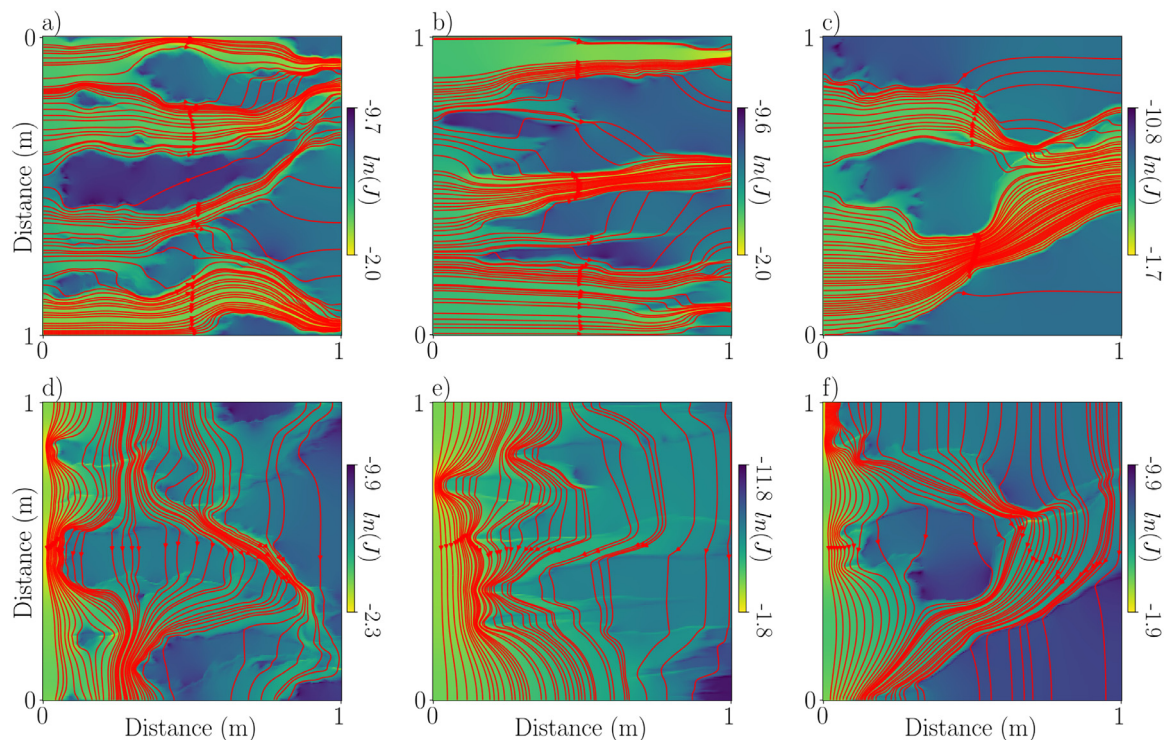 a)
b)
c)
0
1
1
Distance (m)
-9.7
ln(J)
-2.0
-9.6
ln(J)
-2.0
-10.8
ln(J)
-1.7
1
0
0
0
1
0
1
0
1
d)
e)
f)
1
1
1
Distance (m)
-9.9
ln(J)
-2.3
-11.8
ln(J)
-1.8
-9.9
ln(J)
-1.9
0
0
0
0
1
0
1
0
1
Distance (m)
Distance (m)
Distance (m)